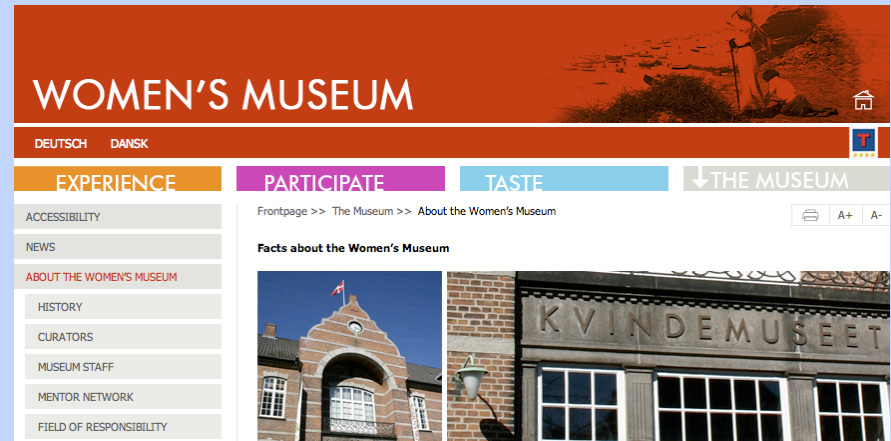 WOMEN'S MUSEUM
DEUTSCH DANSK
T
EXPERIENCE PARTICIPATE TASTE THE MUSEUM
ACCESSIBILITY
NEWS
ABOUT THE WOMEN'S MUSEUM
HISTORY
CURATORS
MUSEUM STAFF
MENTOR NETWORK
FIELD OF RESPONSIBILITY
Frontpage >> The Museum >> About the Women's Museum
A+ A-
Facts about the Women's Museum
KVINDEMUSEET